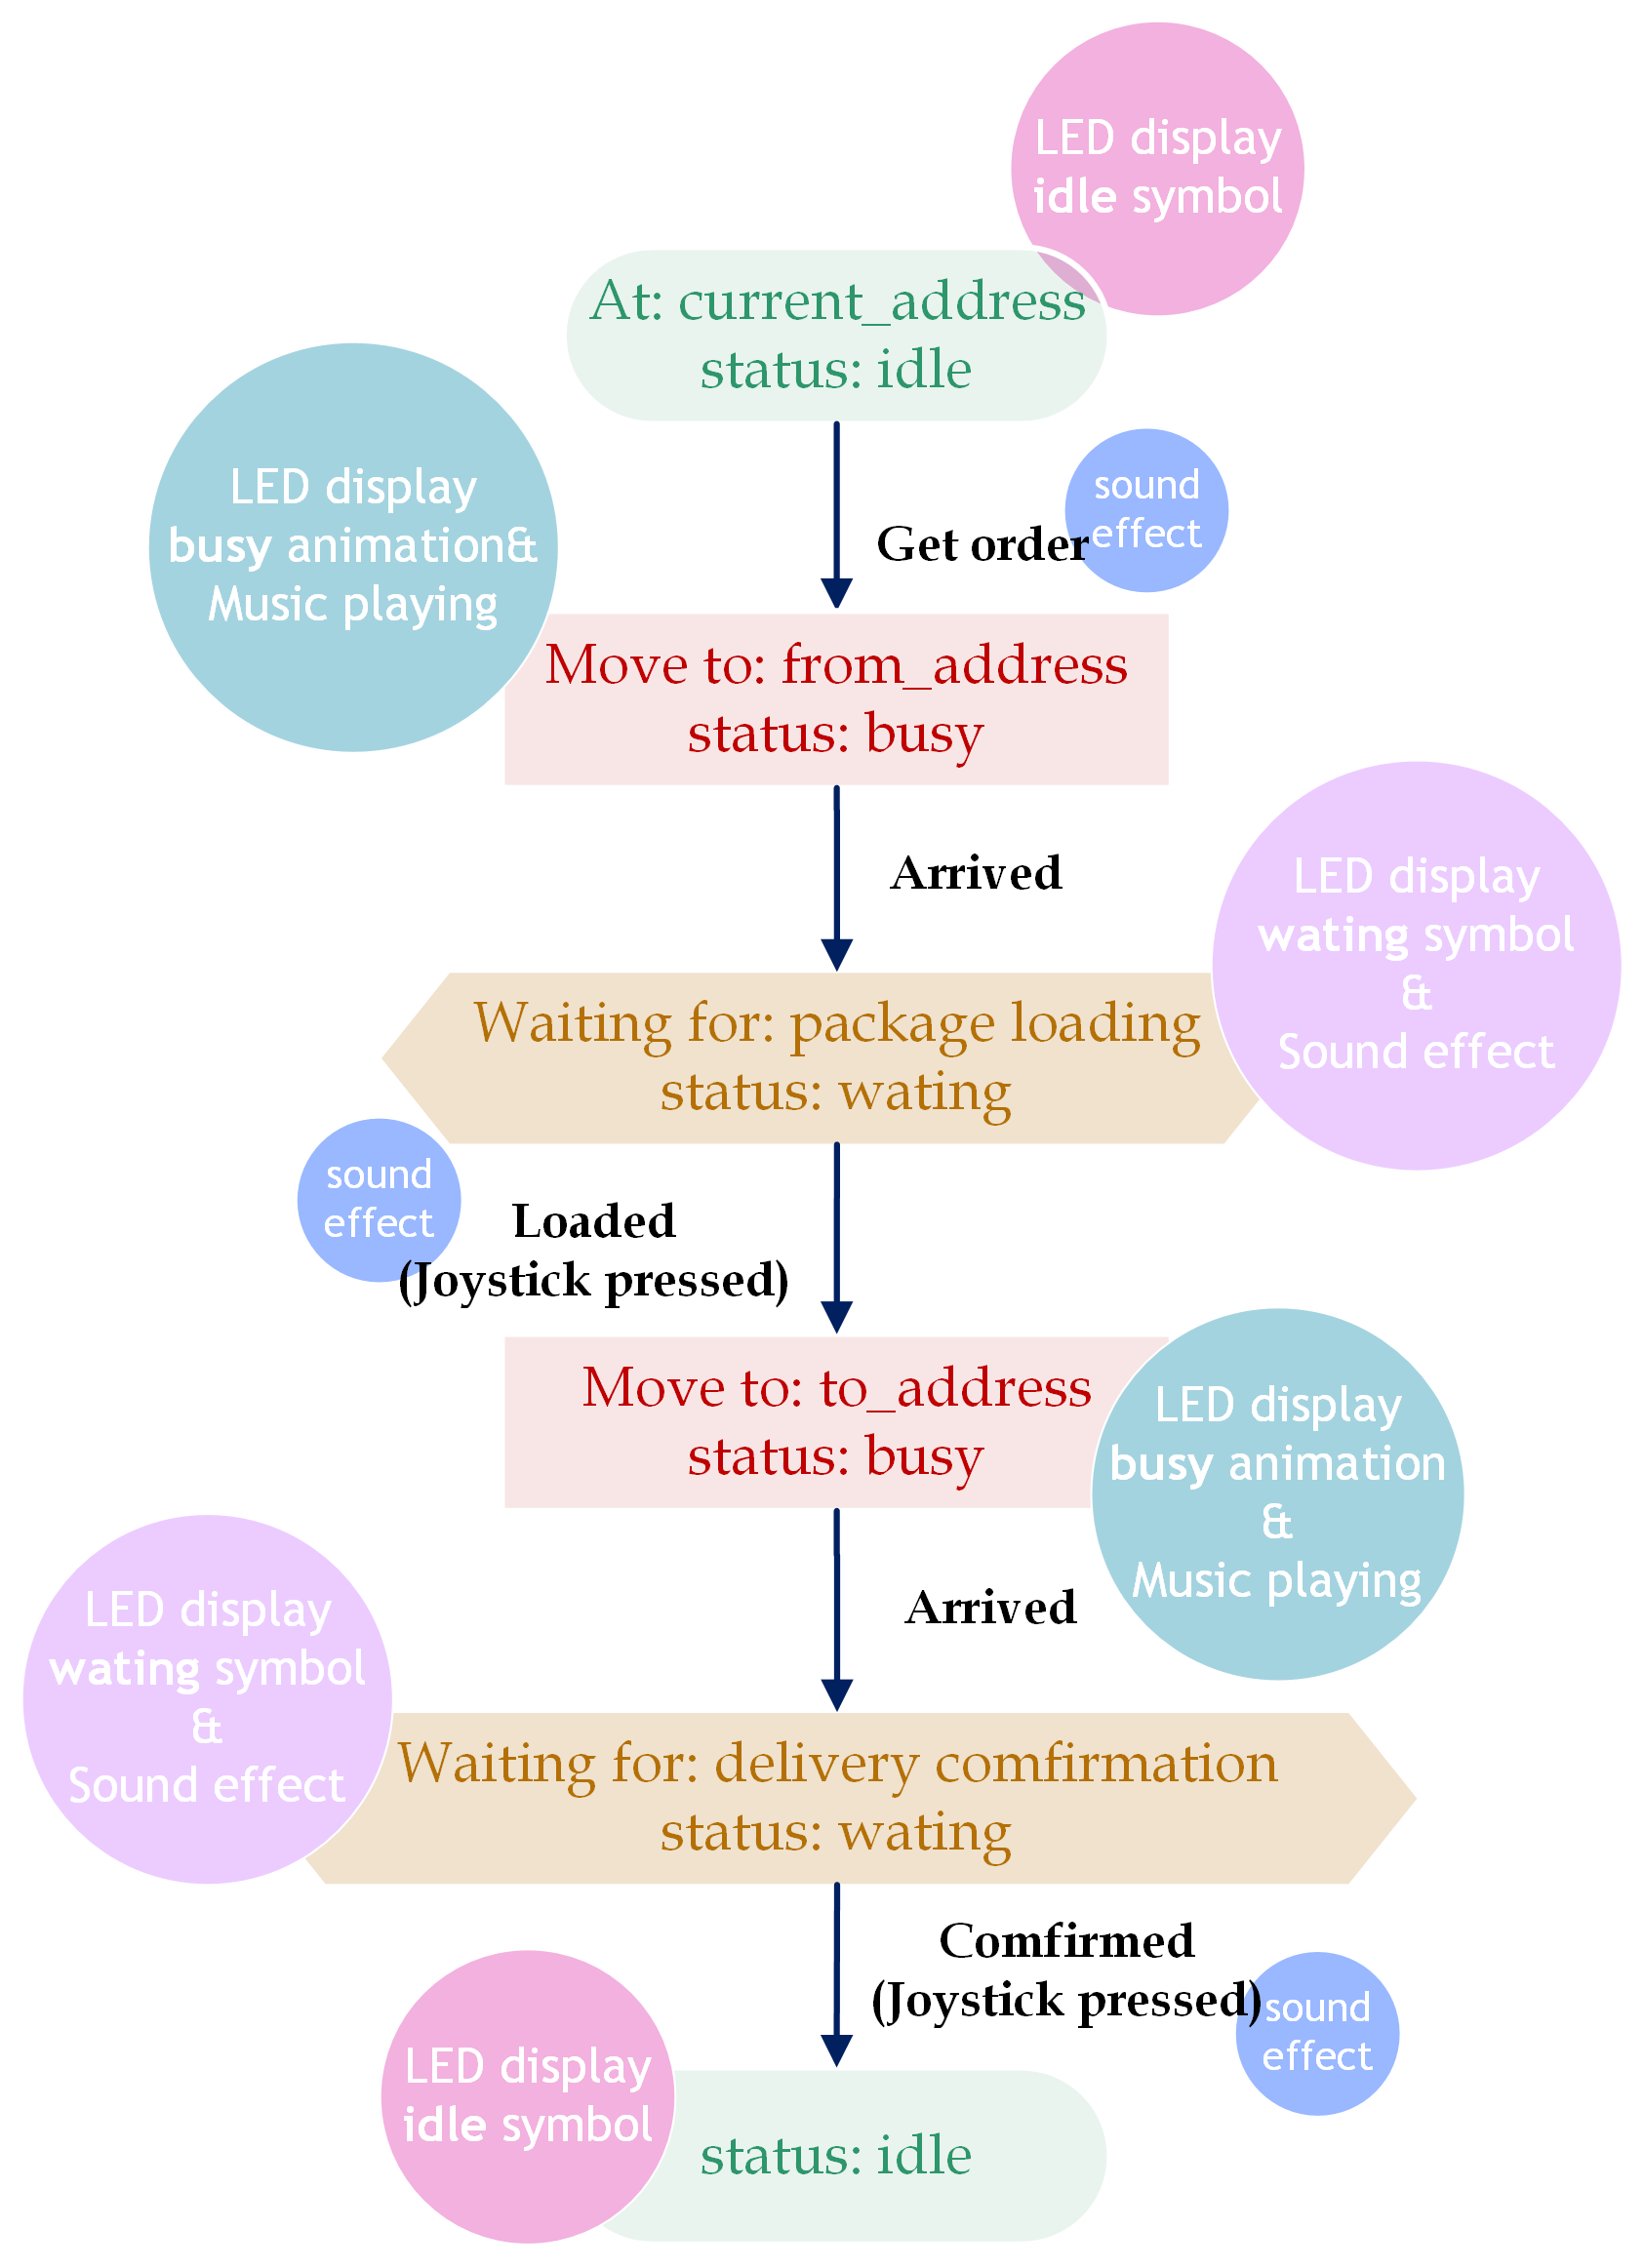 LED display
idle symbol
At: current_address
status: idle
LED display
busy animation&
Music playing
sound
effect
Get order
Move to: from_address
status: busy
Arrived
LED display
wating symbol
&
Sound effect
Waiting for: package loading
status: wating
sound
effect
Loaded
(Joystick pressed)
Move to: to_address
status: busy
LED display
busy animation
&
Music playing
Arrived
LED display
wating symbol
&
Sound effect
Waiting for: delivery comfirmation
status: wating
Comfirmed
(Joystick pressed)
sound
effect
LED display
idle symbol
status: idle